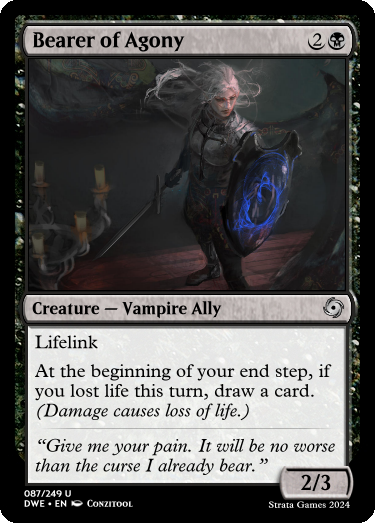 Bearer of Agony 2
Creature — Vampire Ally
Lifelink
At the beginning of your end step, if
you lost life this turn, draw a card.
(Damage causes loss of life.)
“Give me your pain. It will be no worse
than the curse I already bear.”
2/3
087/249 U
DWE • EN Conzitool
Strata Games 2024